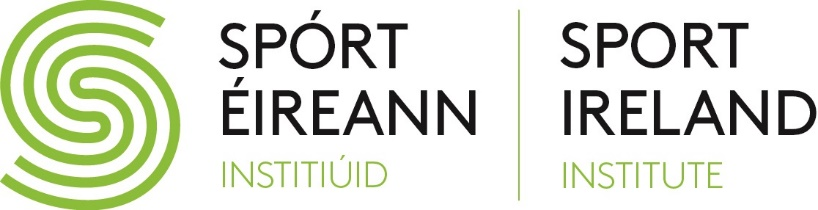 SPÓRT
ÉIREANN
INSTITIÚID
SPORT
IRELAND
INSTITUTE